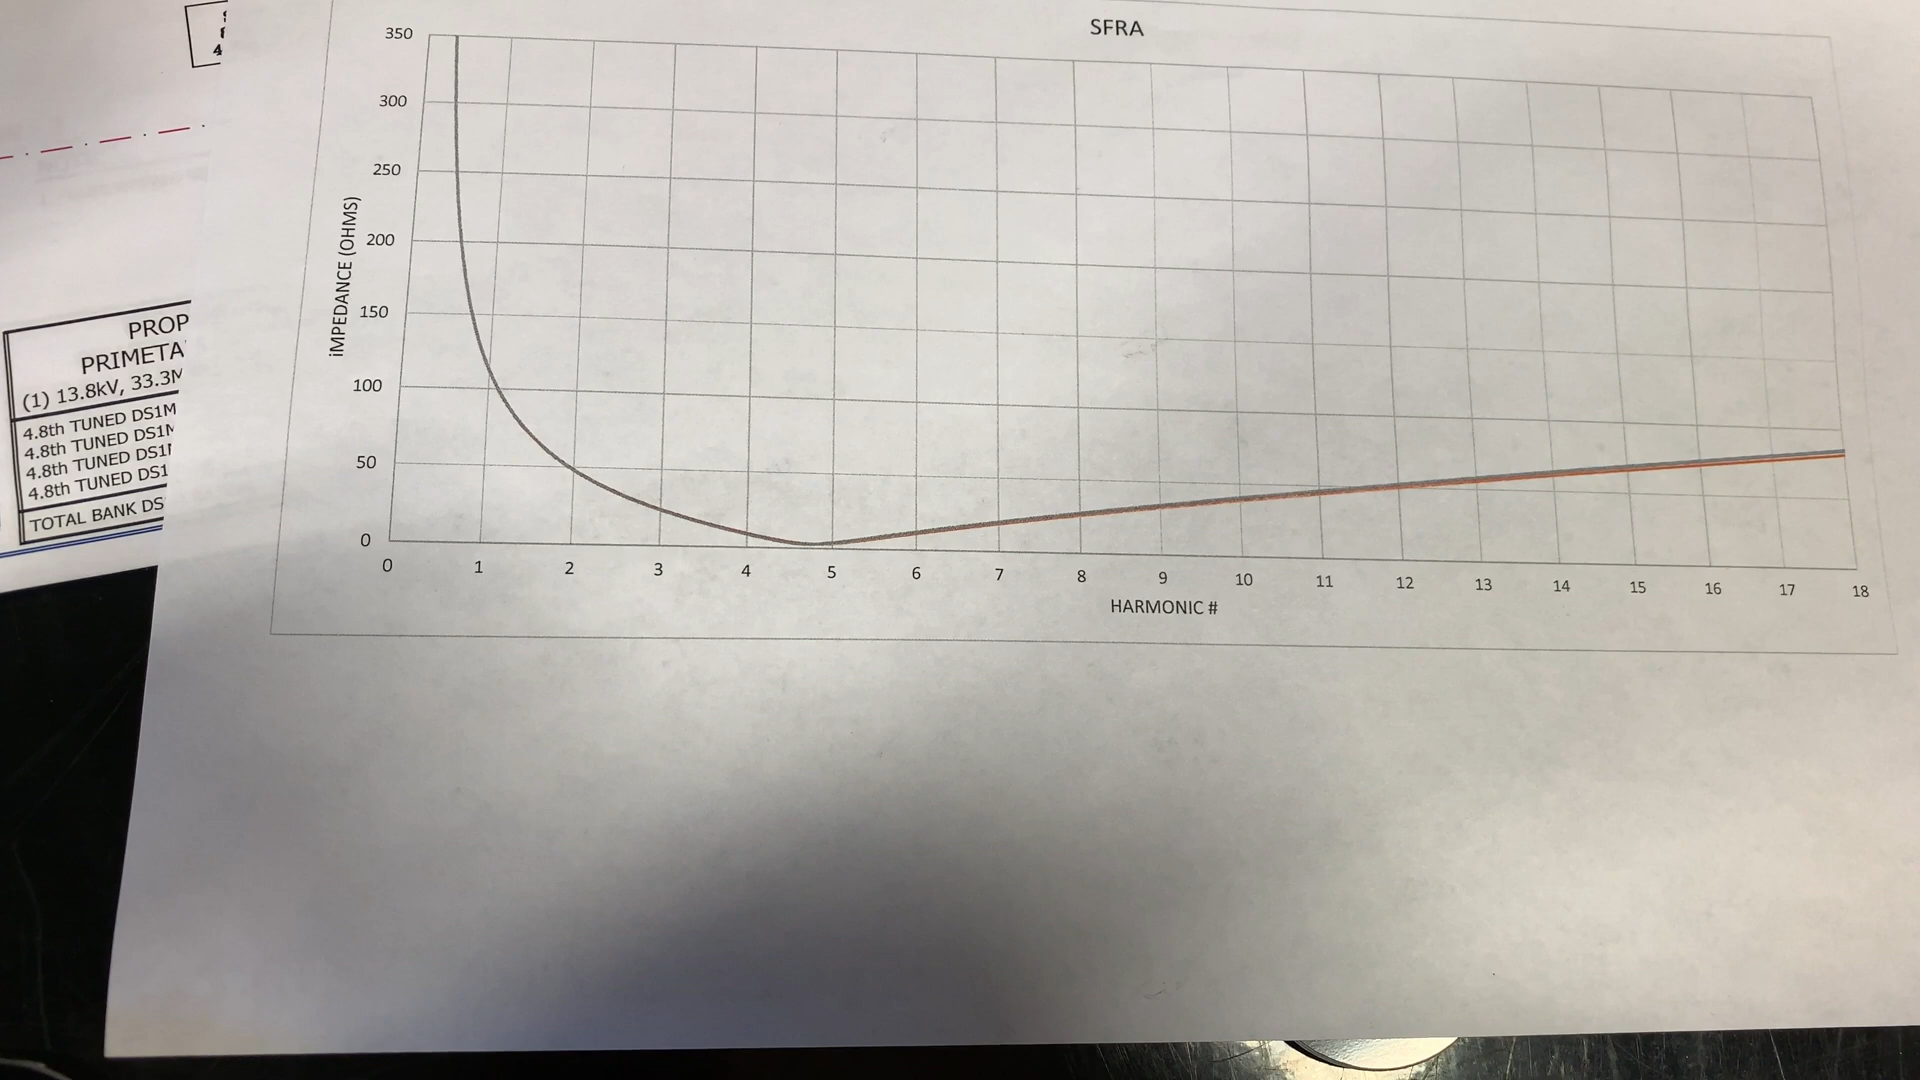 4
PROP
PRIMETA
(1) 13.8kV, 33.3M
4.8th TUNED DS1M
4.8th TUNED DS1M
4.8th TUNED DS1
4.8th TUNED DS1
TOTAL BANK DS
SFRA
iMPEDANCE (OHMS)
350
300
250
200
150
100
50
0
0 1 2 3 4 5 6 7 8 9 10 11 12 13 14 15 16 17 18
HARMONIC #